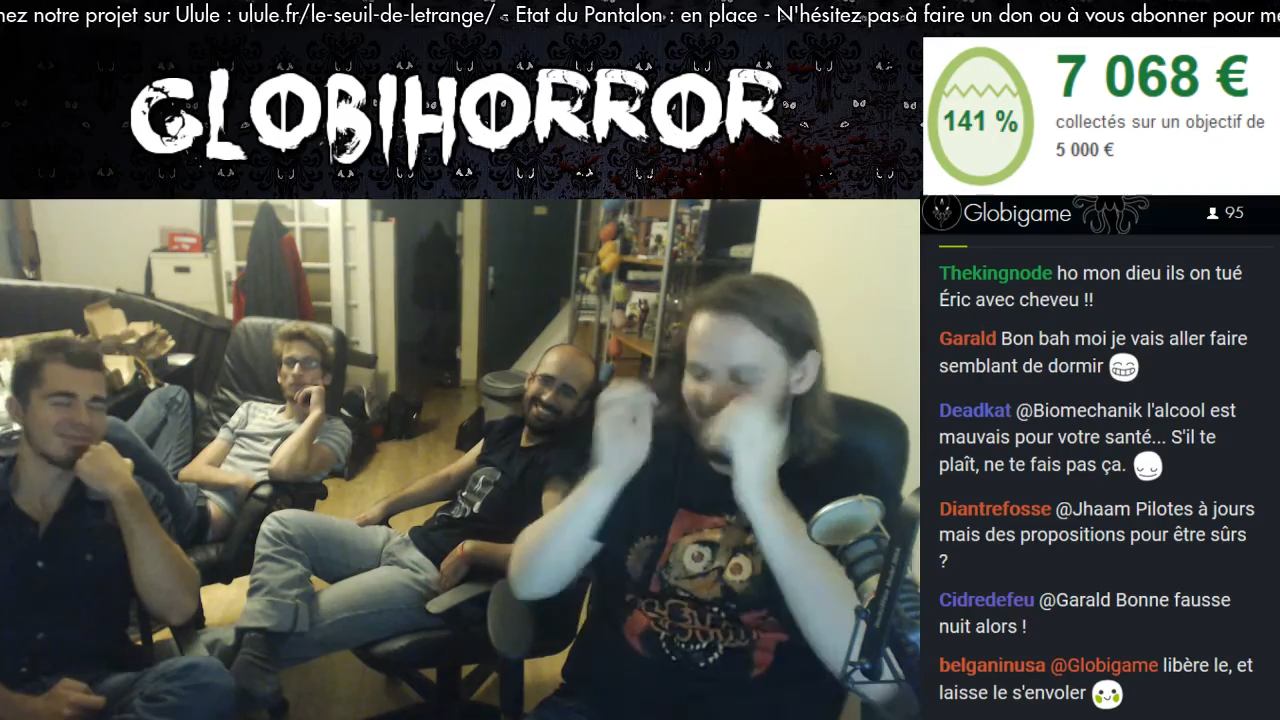 nez notre projet sur Ulule : ulule.fr/le-seuil-de-letrange/ - Etat du Pantalon : en place - N'hésitez pas à faire un don ou à vous abonner pour me
GLOBIHORROR
141 %
7 068 €
collectés sur un objectif de
5 000 €
Globigame
95
Thekingnode ho mon dieu ils on tué
Éric avec cheveu !!
Garald Bon bah moi je vais aller faire
semblant de dormir
Deadkat @Biomechanik l'alcool est
mauvais pour votre santé... S'il te
plaît, ne te fais pas ça.
Diantrefosse @Jhaam Pilotes à jours
mais des propositions pour être sûrs
?
Cidredefeu @Garald Bonne fausse
nuit alors !
belganinusa @Globigame libère le, et
laisse le s'envoler